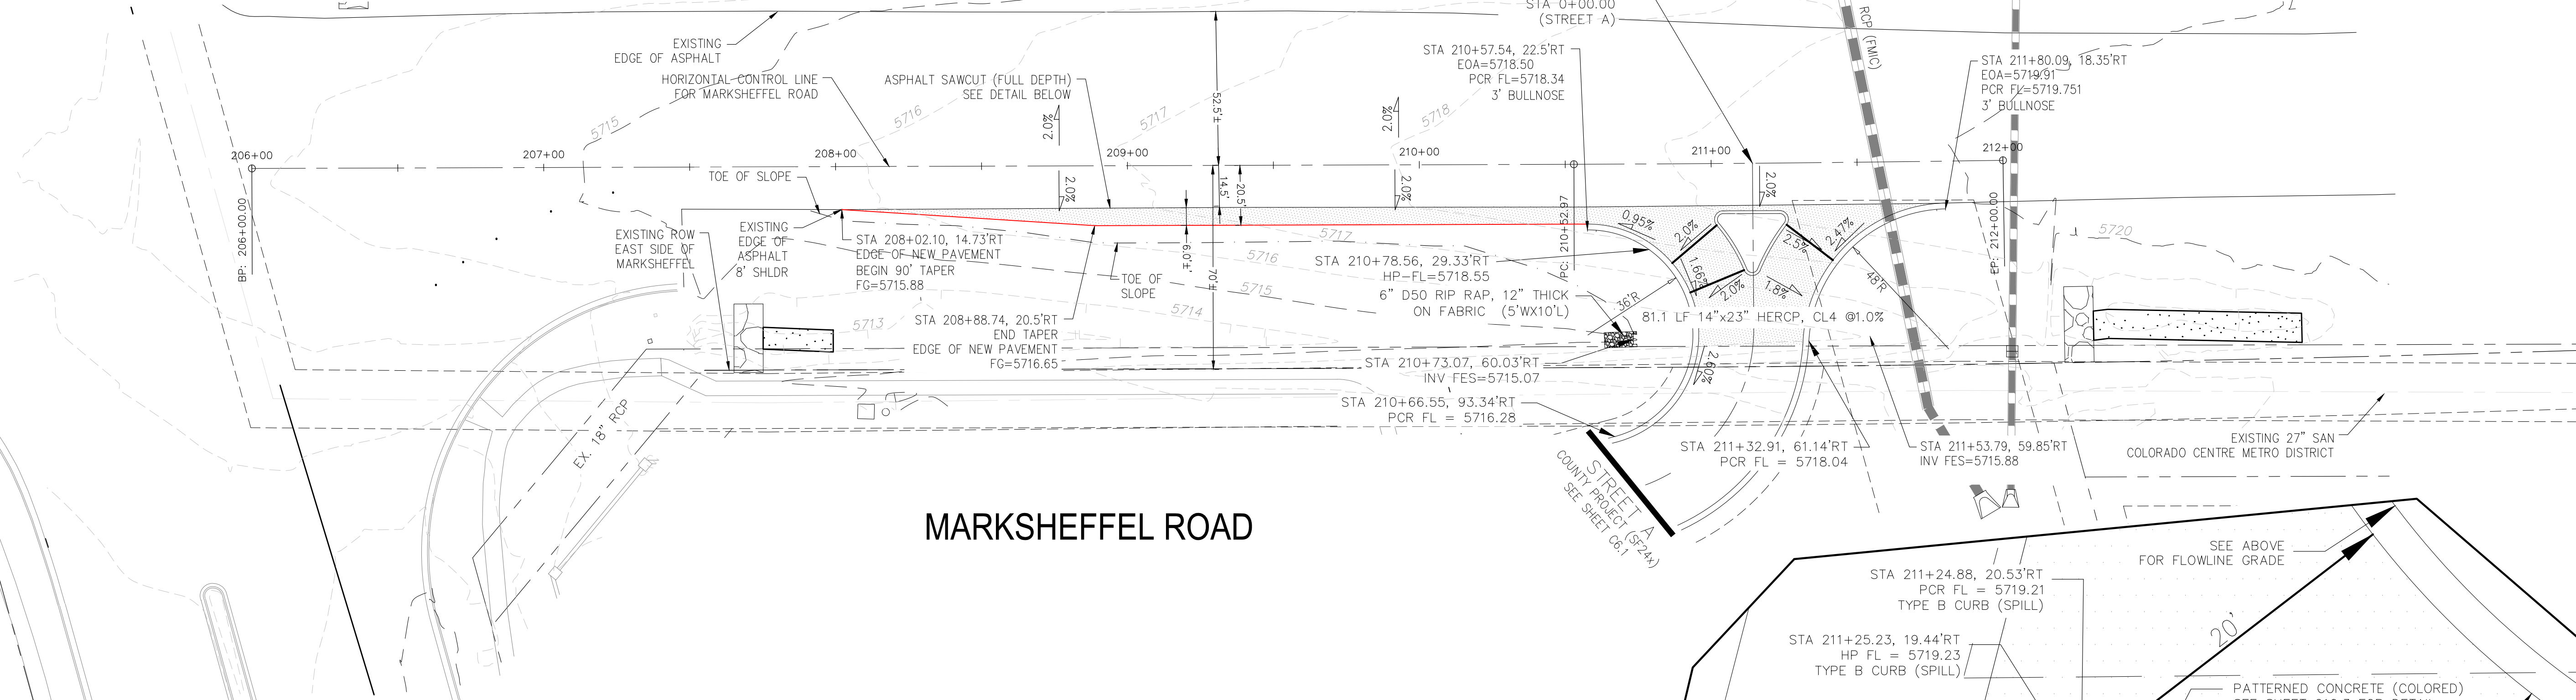 STA 0+00.00
(STREET A)
RCP (FMIC)
EXISTING
EDGE OF ASPHALT
HORIZONTAL CONTROL LINE
FOR MARKSHEFFEL ROAD
ASPHALT SAWCUT (FULL DEPTH)
SEE DETAIL BELOW
STA 210+57.54, 22.5'RT
EOA=5718.50
PCR FL=5718.34
3' BULLNOSE
STA 211+80.09, 18.35'RT
EOA=5719.91
PCR FL=5719.751
3' BULLNOSE
52.5'±
5715
5716
5717
5718
2.0%
2.0%
206+00
207+00
208+00
209+00
210+00
211+00
212+00
BP: 206+00.00
PC: 210+52.97
EP: 212+00.00
TOE OF SLOPE
2.0%
14.5'
20.5'
2.0%
2.0%
EXISTING ROW
EAST SIDE OF
MARKSHEFFEL
EXISTING
EDGE OF
ASPHALT
8' SHLDR
STA 208+02.10, 14.73'RT
EDGE OF NEW PAVEMENT
BEGIN 90' TAPER
FG=5715.88
TOE OF
SLOPE
6.0'±
70'±
5717
5716
5715
5714
5713
5720
0.95%
2.0%
2.5%
2.47%
1.66%
2.0%
1.8%
2.60%
36'R
48'R
STA 210+78.56, 29.33'RT
HP-FL=5718.55
6" D50 RIP RAP, 12" THICK
ON FABRIC (5'WX10'L)
81.1 LF 14"x23" HERCP, CL4 @1.0%
STA 208+88.74, 20.5'RT
END TAPER
EDGE OF NEW PAVEMENT
FG=5716.65
STA 210+73.07, 60.03'RT
INV FES=5715.07
STA 210+66.55, 93.34'RT
PCR FL = 5716.28
EX. 18" RCP
STA 211+32.91, 61.14'RT
PCR FL = 5718.04
STA 211+53.79, 59.85'RT
INV FES=5715.88
EXISTING 27" SAN
COLORADO CENTRE METRO DISTRICT
STREET A
COUNTY PROJECT (SF24x)
SEE SHEET C6.1
MARKSHEFFEL ROAD
SEE ABOVE
FOR FLOWLINE GRADE
STA 211+24.88, 20.53'RT
PCR FL = 5719.21
TYPE B CURB (SPILL)
STA 211+25.23, 19.44'RT
HP FL = 5719.23
TYPE B CURB (SPILL)
20'
PATTERNED CONCRETE (COLORED)